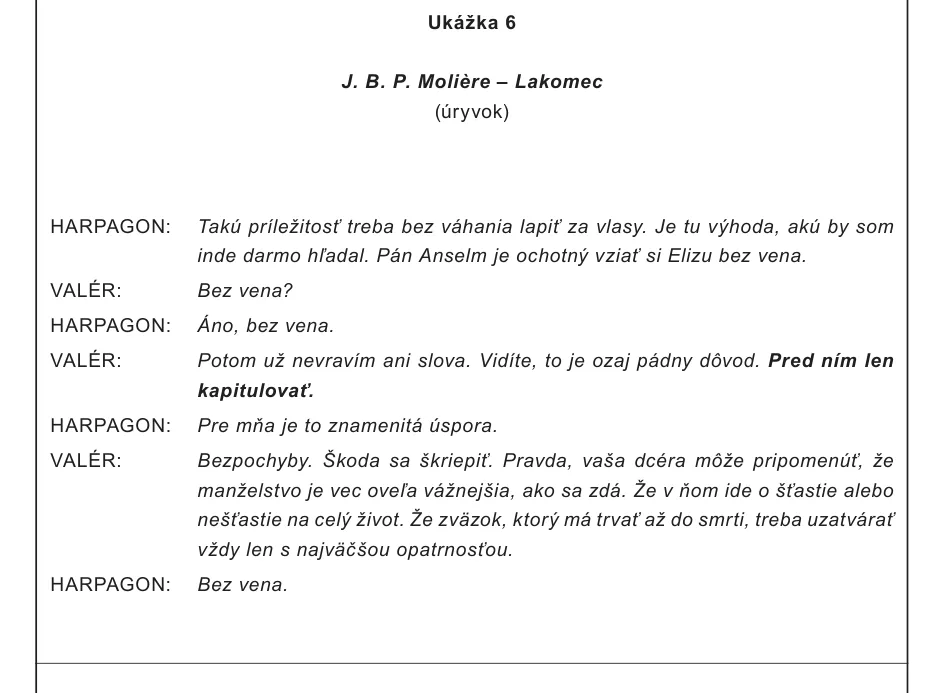 Ukážka 6
J. B. P. Molière – Lakomec
(úryvok)
HARPAGON: Takú príležitosť treba bez váhania lapiť za vlasy. Je tu výhoda, akú by som
inde darmo hľadal. Pán Anselm je ochotný vziať si Elizu bez vena.
VALÉR: Bez vena?
HARPAGON: Áno, bez vena.
VALÉR: Potom už nevravím ani slova. Vidíte, to je ozaj pádny dôvod. Pred ním len
kapitulovať.
HARPAGON: Pre mňa je to znamenitá úspora.
VALÉR: Bezpochyby. Škoda sa škriepiť. Pravda, vaša dcéra môže pripomenúť, že
manželstvo je vec oveľa vážnejšia, ako sa zdá. Že v ňom ide o šťastie alebo
nešťastie na celý život. Že zväzok, ktorý má trvať až do smrti, treba uzatvárať
vždy len s najväčšou opatrnosťou.
HARPAGON: Bez vena.